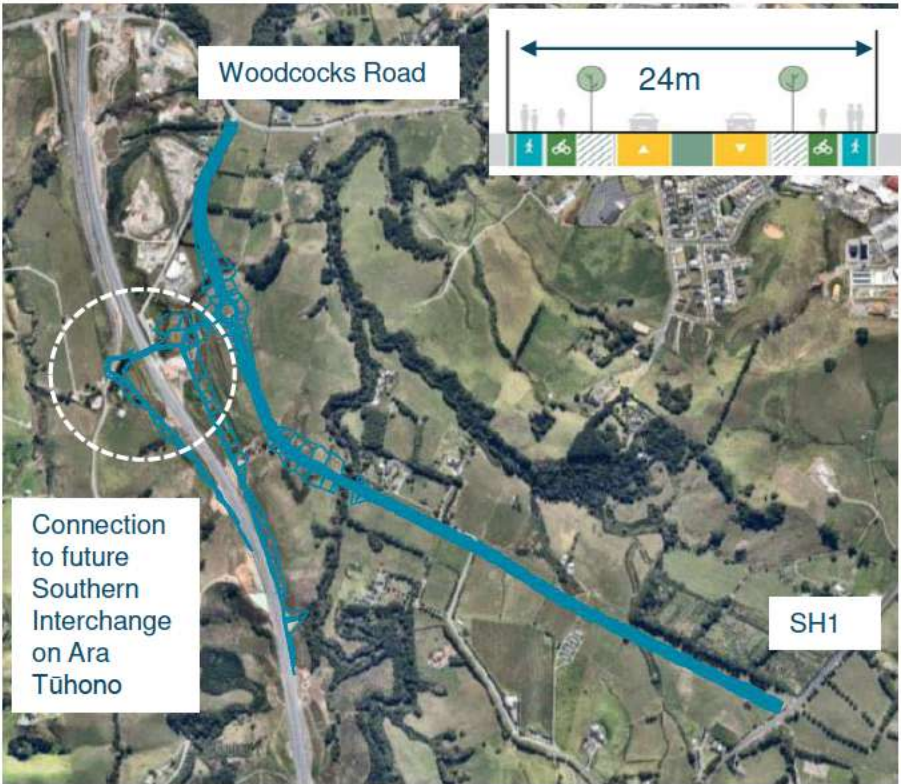 Woodcocks Road
24m
Connection
to future
Southern
Interchange
on Ara
Tūhono
SH1